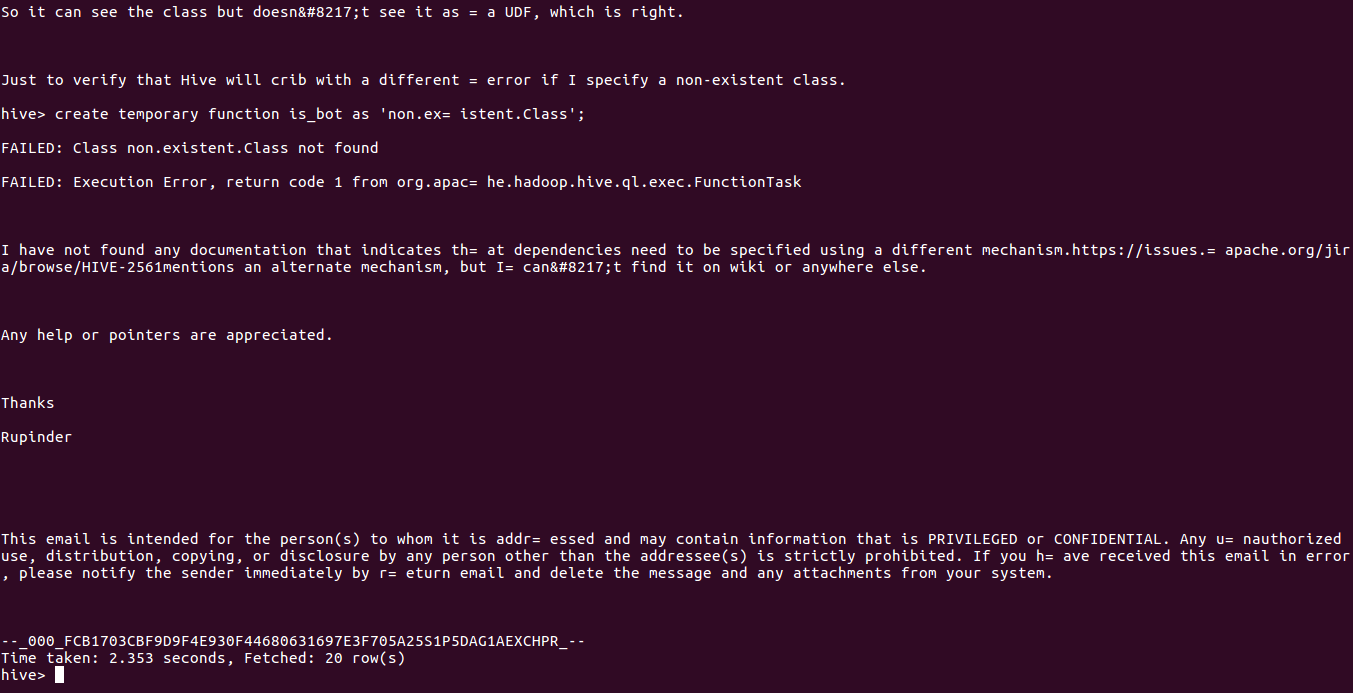 So it can see the class but doesn&#8217;t see it as = a UDF, which is right.
Just to verify that Hive will crib with a different = error if I specify a non-existent class.
hive> create temporary function is_bot as 'non.ex= istent.Class';
FAILED: Class non.existent.Class not found
FAILED: Execution Error, return code 1 from org.apac= he.hadoop.hive.ql.exec.FunctionTask
I have not found any documentation that indicates th= at dependencies need to be specified using a different mechanism.https://issues.= apache.org/jir
a/browse/HIVE-2561mentions an alternate mechanism, but I= can&#8217;t find it on wiki or anywhere else.
Any help or pointers are appreciated.
Thanks
Rupinder
This email is intended for the person(s) to whom it is addr= essed and may contain information that is PRIVILEGED or CONFIDENTIAL. Any u= nauthorized
use, distribution, copying, or disclosure by any person other than the addressee(s) is strictly prohibited. If you h= ave received this email in error
, please notify the sender immediately by r= eturn email and delete the message and any attachments from your system.
--_000_FCB1703CBF9D9F4E930F44680631697E3F705A25S1P5DAG1AEXCHPR_--
Time taken: 2.353 seconds, Fetched: 20 row(s)
hive>